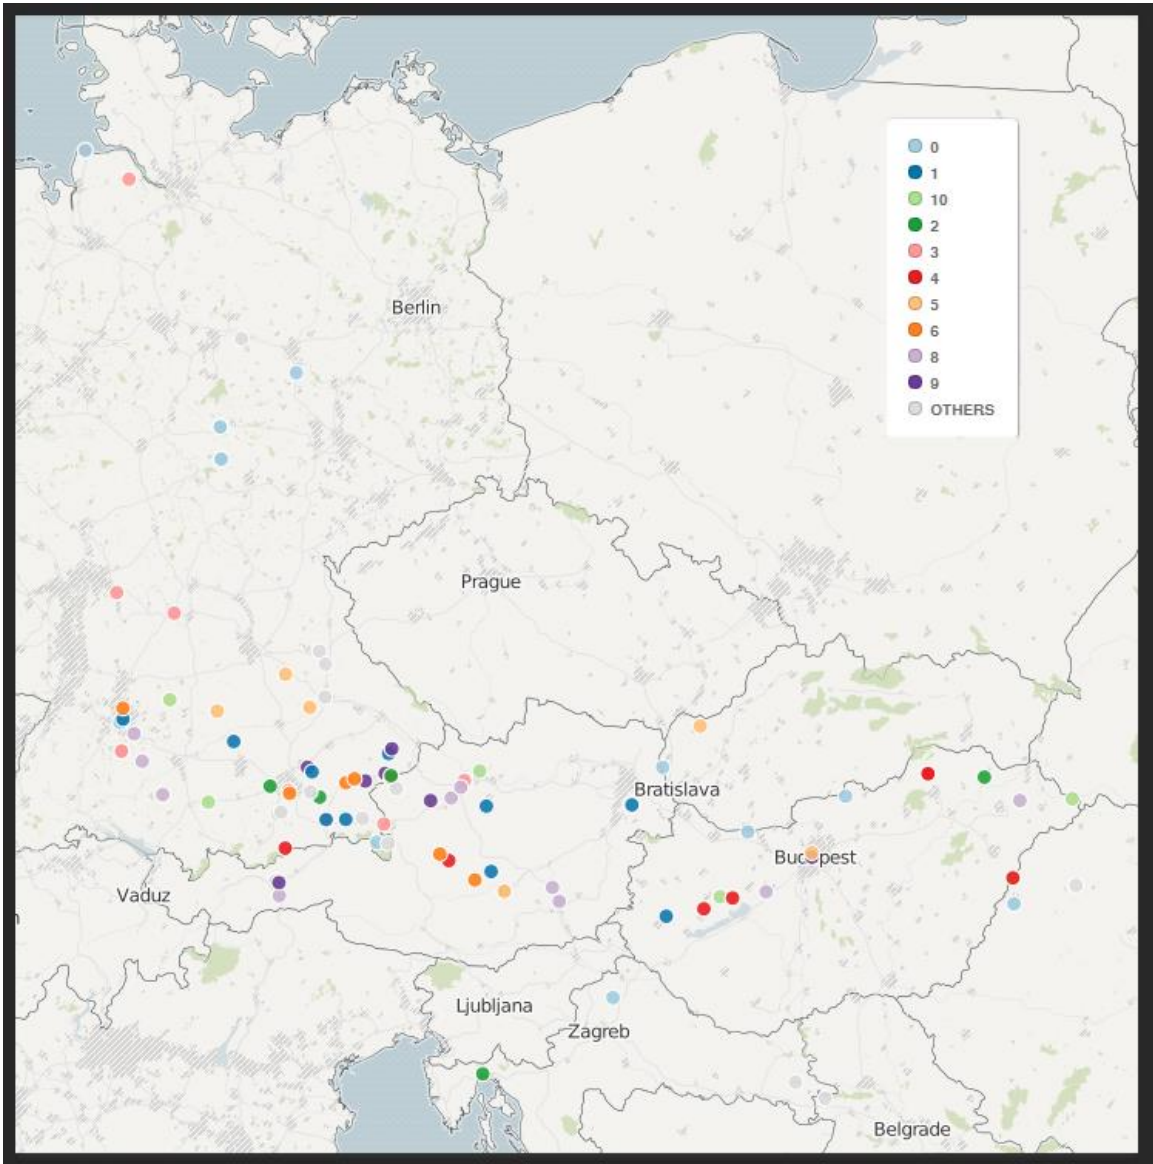 0
1
10
2
3
4
5
6
8
9
OTHERS
Berlin
Prague
Bratislava
Budapest
Vaduz
Ljubljana
Zagreb
Belgrade
n